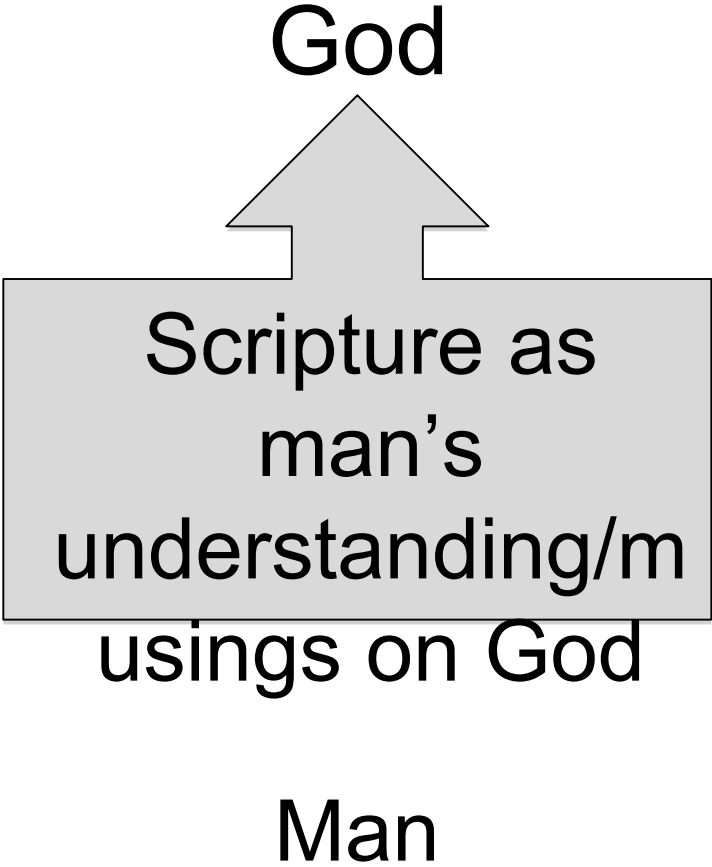 God
Scripture as
man’s
understanding/m
usings on God
Man